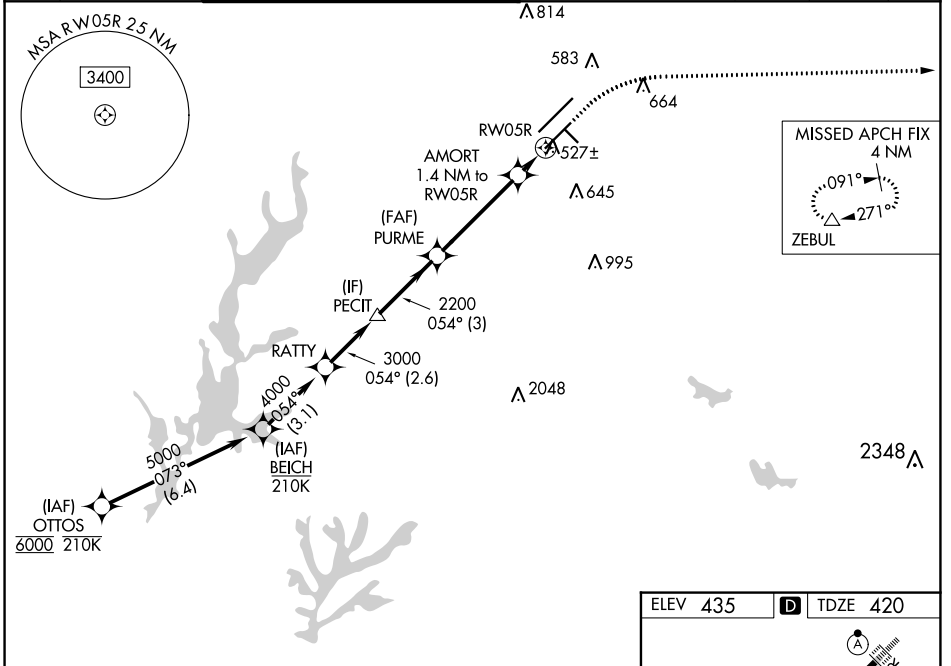 MSA RW05R 25 NM
3400
814
583
664
RW05R
527±
AMORT
1.4 NM to
RW05R
645
MISSED APCH FIX
4 NM
091°
271°
ZEBUL
(FAF)
PURME
995
(IF)
PECIT
2200
054° (3)
RATTY
3000
054° (2.6)
4000
054°
(3.1)
2048
5000
073°
(6.4)
(IAF)
BEICH
210K
2348
(IAF)
OTTOS
6000 210K
ELEV 435 D TDZE 420
A